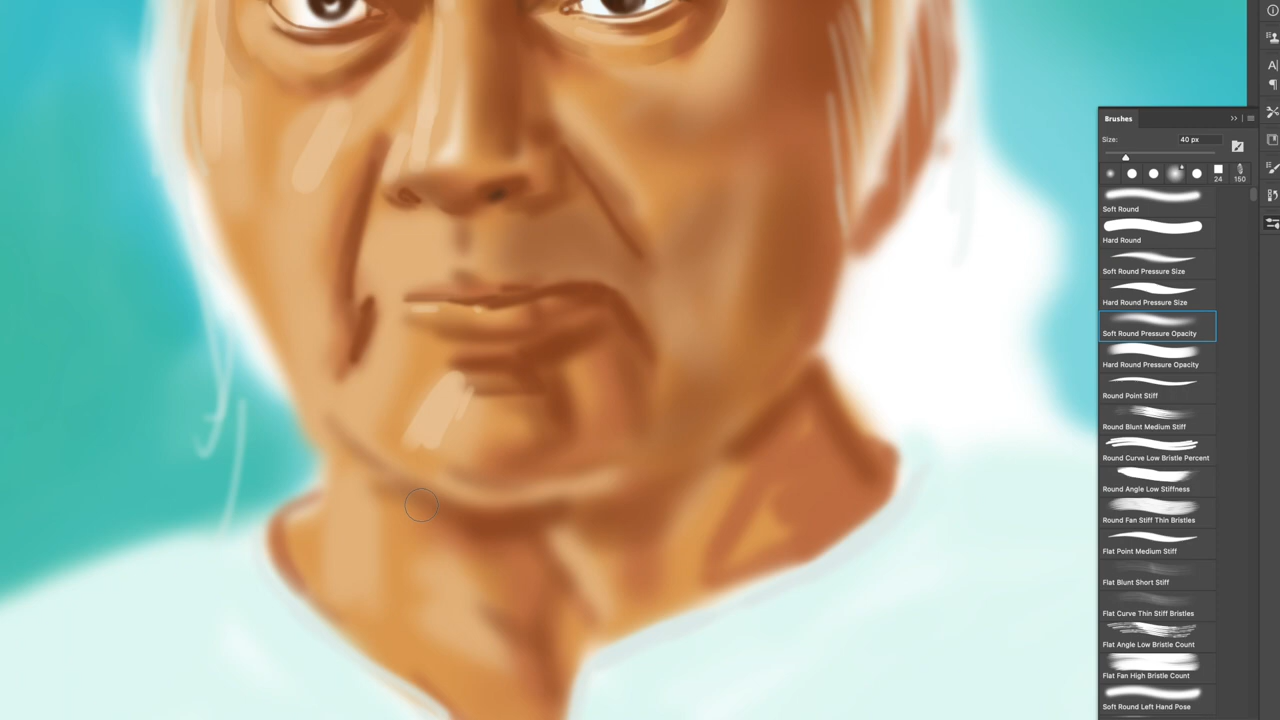 Brushes
Size: 40 px
24 150
Soft Round
Hard Round
Soft Round Pressure Size
Hard Round Pressure Size
Soft Round Pressure Opacity
Hard Round Pressure Opacity
Round Point Stiff
Round Blunt Medium Stiff
Round Curve Low Bristle Percent
Round Angle Low Stiffness
Round Fan Stiff Thin Bristles
Flat Point Medium Stiff
Flat Blunt Short Stiff
Flat Curve Thin Stiff Bristles
Flat Angle Low Bristle Count
Flat Fan High Bristle Count
Soft Round Left Hand Pose